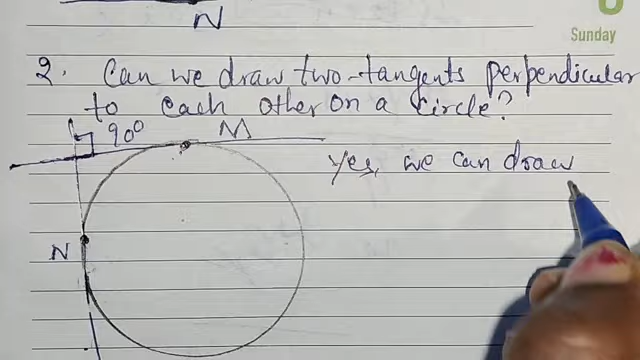 N
Sunday
2. Can we draw two-tangents perpendicular
to each other on a circle?
90°
M
Yes, we can draw
N